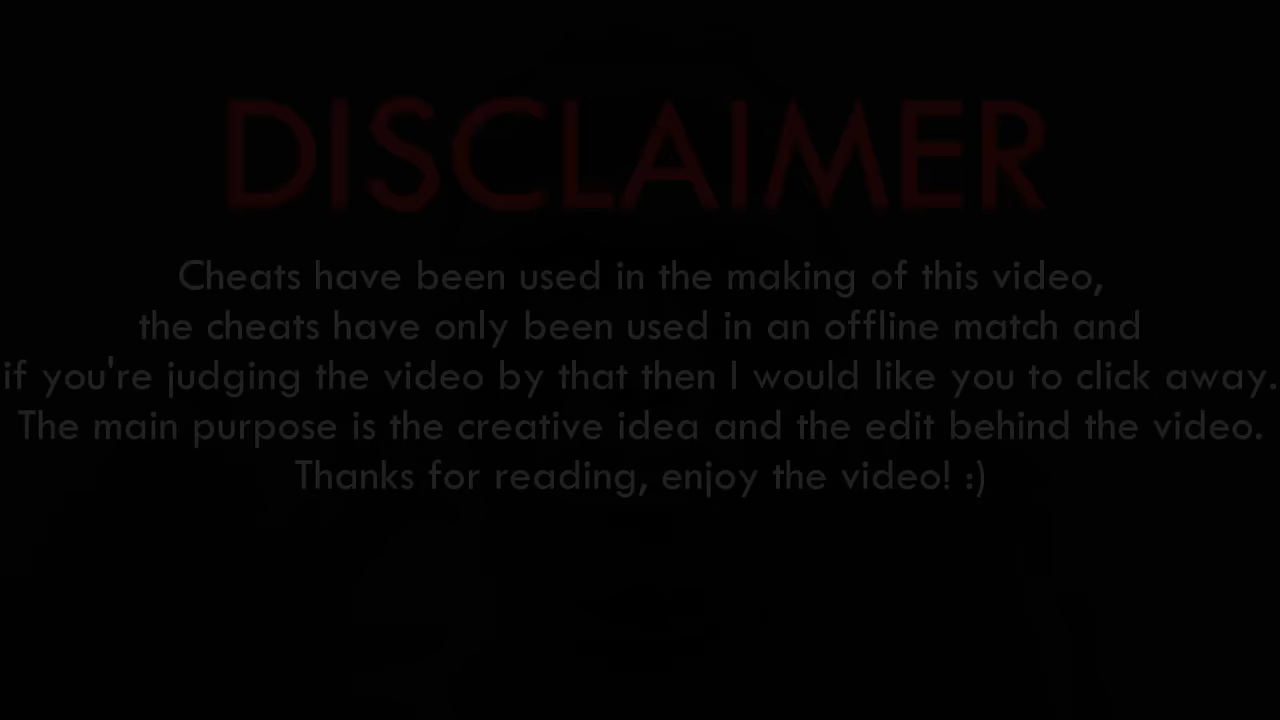 DISCLAIMER
Cheats have been used in the making of this video,
the cheats have only been used in an offline match and
if you're judging the video by that then I would like you to click away.
The main purpose is the creative idea and the edit behind the video.
Thanks for reading, enjoy the video! :)